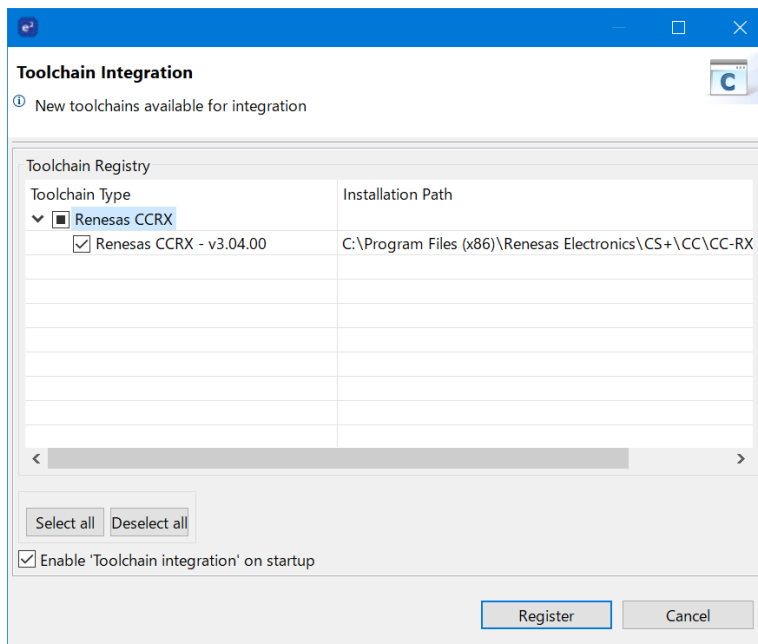 e²
Toolchain Integration
New toolchains available for integration
C
Toolchain Registry
Toolchain Type Installation Path
Renesas CCRX
Renesas CCRX - v3.04.00 C:\Program Files (x86)\Renesas Electronics\CS+\CC\CC-RX
Select all Deselect all
Enable 'Toolchain integration' on startup
Register Cancel